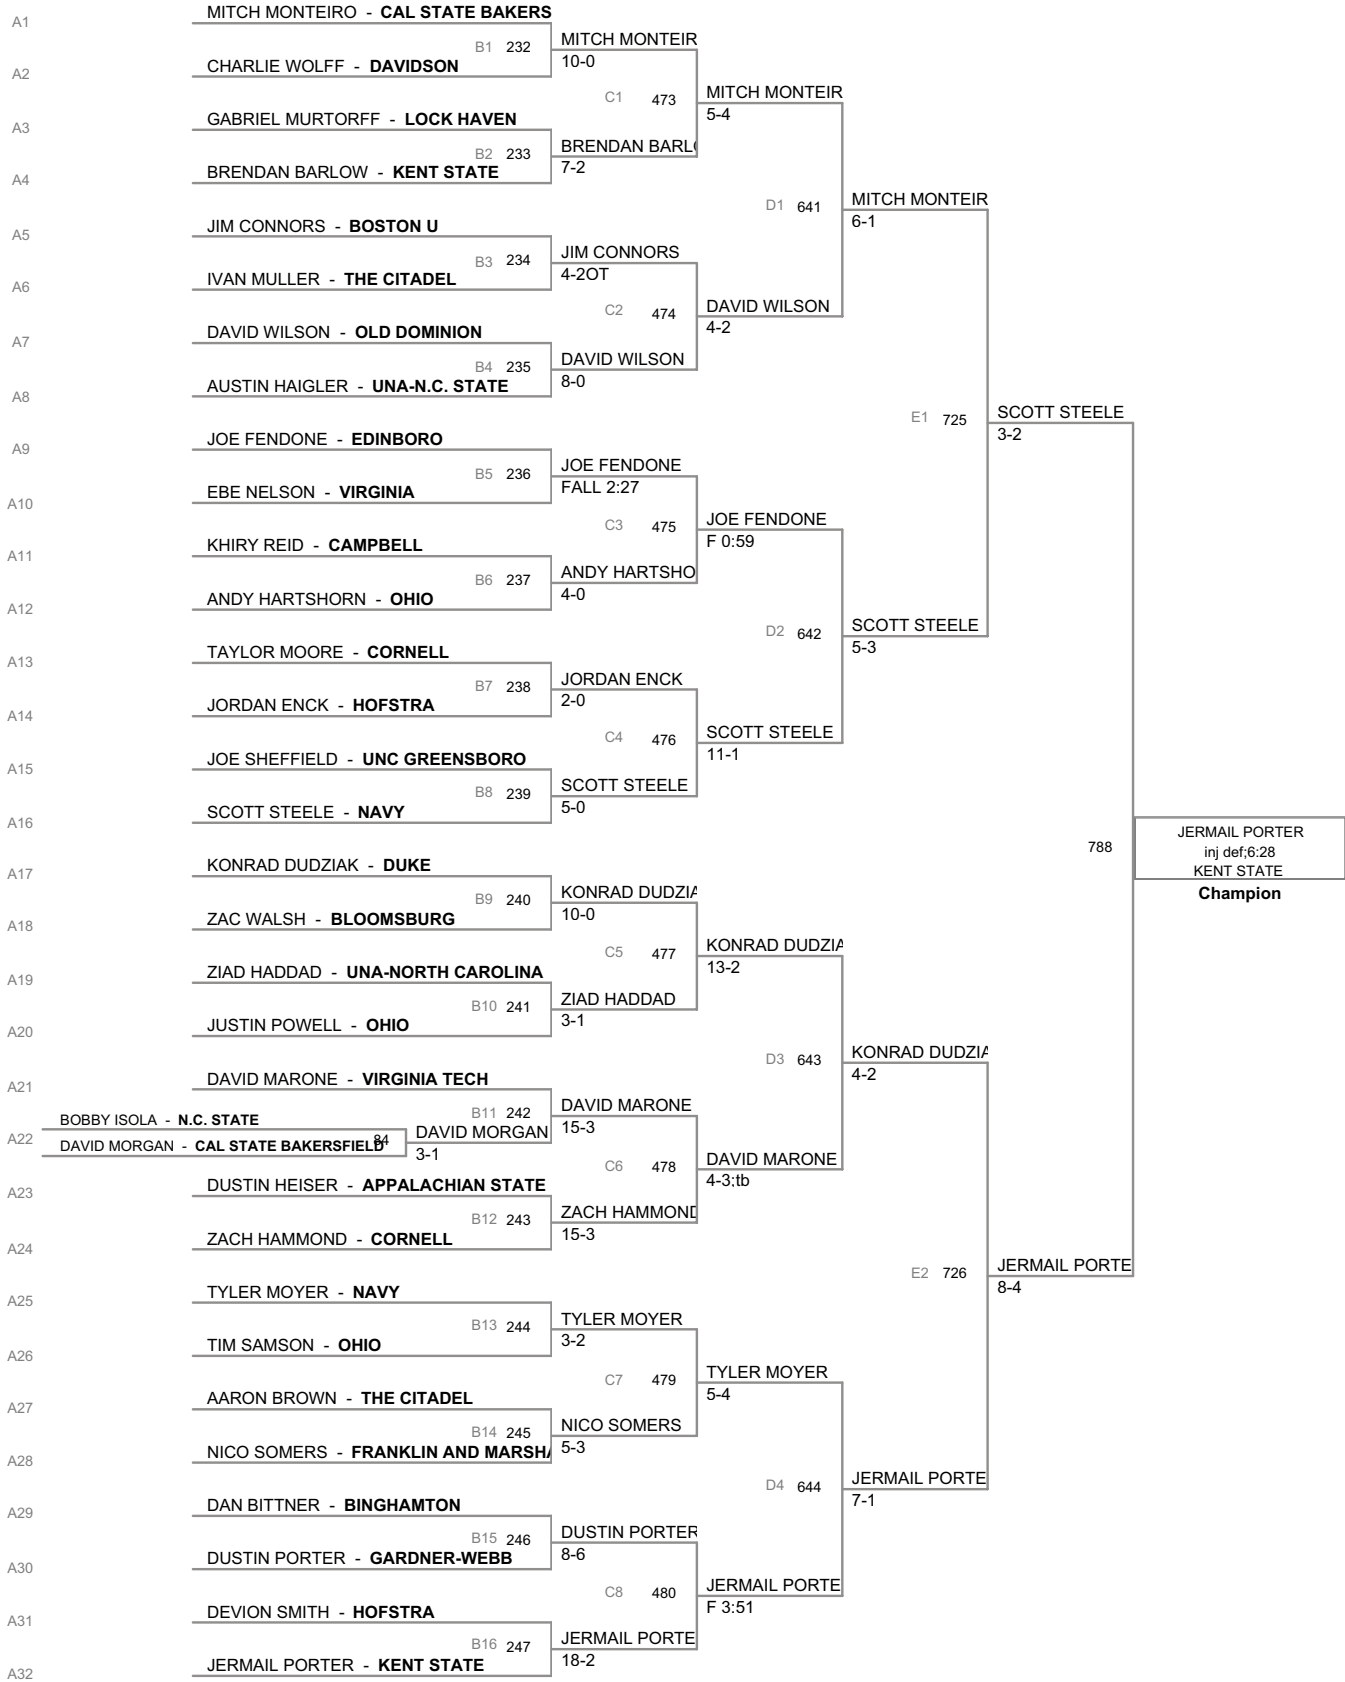 MITCH MONTEIRO - CAL STATE BAKERS
A1
B1 232
MITCH MONTEIR
10-0
CHARLIE WOLFF - DAVIDSON
A2
C1 473
MITCH MONTEIR
5-4
GABRIEL MURTORFF - LOCK HAVEN
A3
B2 233
BRENDAN BARL
7-2
BRENDAN BARLOW - KENT STATE
A4
D1 641
MITCH MONTEIR
6-1
JIM CONNORS - BOSTON U
A5
B3 234
JIM CONNORS
4-2OT
IVAN MULLER - THE CITADEL
A6
C2 474
DAVID WILSON
4-2
DAVID WILSON - OLD DOMINION
A7
B4 235
DAVID WILSON
8-0
AUSTIN HAIGLER - UNA-N.C. STATE
A8
E1 725
SCOTT STEELE
3-2
JOE FENDONE - EDINBORO
A9
B5 236
JOE FENDONE
FALL 2:27
EBE NELSON - VIRGINIA
A10
C3 475
JOE FENDONE
F 0:59
KHIRY REID - CAMPBELL
A11
B6 237
ANDY HARTSHO
4-0
ANDY HARTSHORN - OHIO
A12
D2 642
SCOTT STEELE
5-3
TAYLOR MOORE - CORNELL
A13
B7 238
JORDAN ENCK
2-0
JORDAN ENCK - HOFSTRA
A14
C4 476
SCOTT STEELE
11-1
JOE SHEFFIELD - UNC GREENSBORO
A15
B8 239
SCOTT STEELE
5-0
SCOTT STEELE - NAVY
A16
788
JERMAIL PORTER
inj def;6:28
KENT STATE
Champion
KONRAD DUDZIAK - DUKE
A17
B9 240
KONRAD DUDZIA
10-0
ZAC WALSH - BLOOMSBURG
A18
C5 477
KONRAD DUDZIA
13-2
ZIAD HADDAD - UNA-NORTH CAROLINA
A19
B10 241
ZIAD HADDAD
3-1
JUSTIN POWELL - OHIO
A20
D3 643
KONRAD DUDZIA
4-2
DAVID MARONE - VIRGINIA TECH
A21
B11 242
DAVID MARONE
15-3
BOBBY ISOLA - N.C. STATE
A22
84
DAVID MORGAN
3-1
DAVID MORGAN - CAL STATE BAKERSFIELD
C6 478
DAVID MARONE
4-3;tb
DUSTIN HEISER - APPALACHIAN STATE
A23
B12 243
ZACH HAMMOND
15-3
ZACH HAMMOND - CORNELL
A24
E2 726
JERMAIL PORTE
8-4
TYLER MOYER - NAVY
A25
B13 244
TYLER MOYER
3-2
TIM SAMSON - OHIO
A26
C7 479
TYLER MOYER
5-4
AARON BROWN - THE CITADEL
A27
B14 245
NICO SOMERS
5-3
NICO SOMERS - FRANKLIN AND MARSHA
A28
D4 644
JERMAIL PORTE
7-1
DAN BITTNER - BINGHAMTON
A29
B15 246
DUSTIN PORTER
8-6
DUSTIN PORTER - GARDNER-WEBB
A30
C8 480
JERMAIL PORTE
F 3:51
DEVION SMITH - HOFSTRA
A31
B16 247
JERMAIL PORTE
18-2
JERMAIL PORTER - KENT STATE
A32